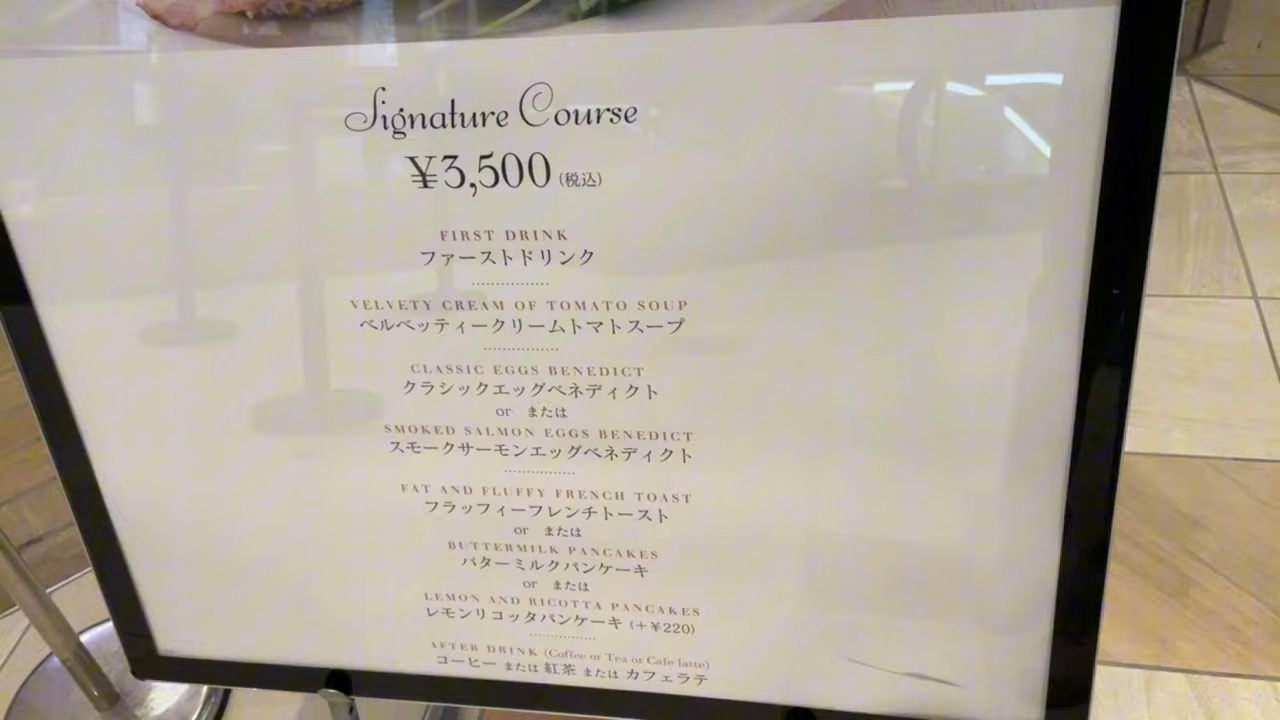 Signature Course
¥3,500 (税込)
FIRST DRINK
ファーストドリンク
VELVETY CREAM OF TOMATO SOUP
ベルベッティークリームトマトスープ
CLASSIC EGGS BENEDICT
クラシックエッグベネディクト
or または
SMOKED SALMON EGGS BENEDICT
スモークサーモンエッグベネディクト
FAT AND FLUFFY FRENCH TOAST
フラッフィーフレンチトースト
or または
BUTTERMILK PANCAKES
バターミルクパンケーキ
or または
LEMON AND RICOTTA PANCAKES
レモンリコッタパンケーキ (+¥220)
AFTER DRINK (Coffee or Tea or Cafe latte)
コーヒー または 紅茶 または カフェラテ